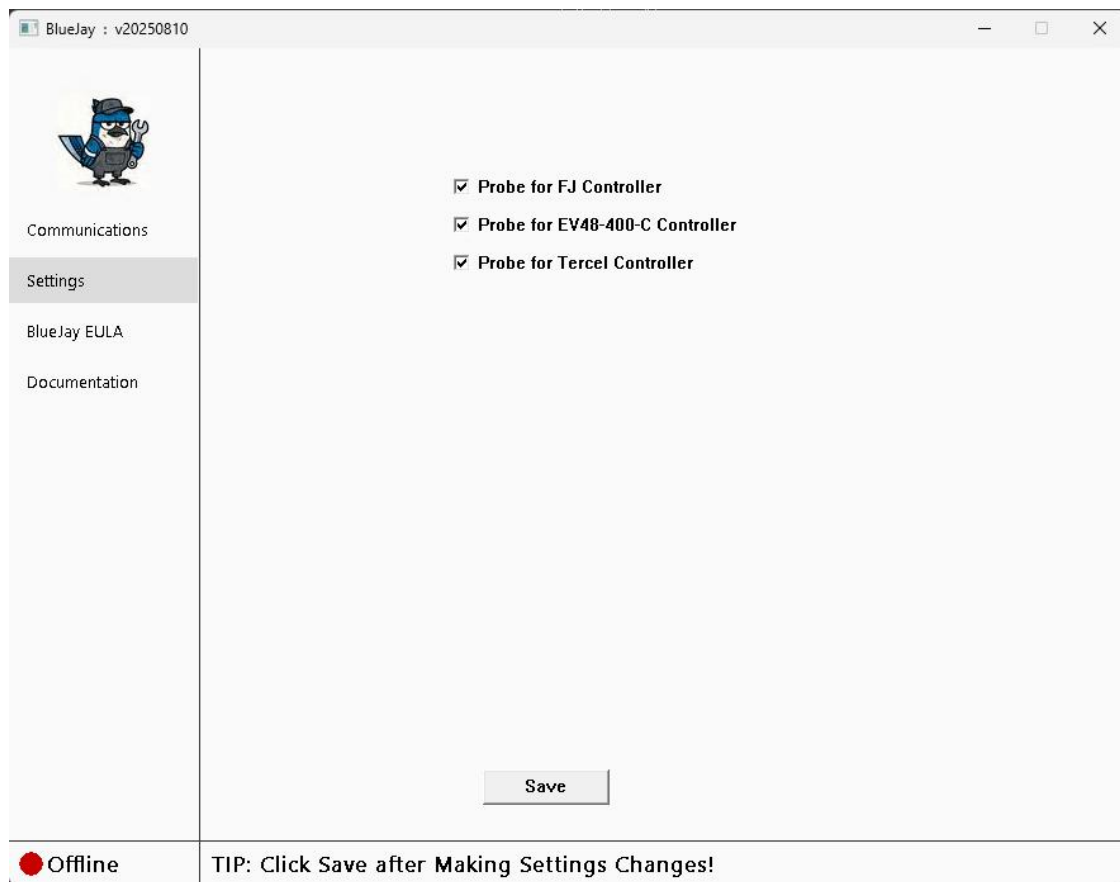 BlueJay : v20250810
Communications
Settings
BlueJay EULA
Documentation
Probe for FJ Controller
Probe for EV48-400-C Controller
Probe for Tercel Controller
Save
Offline
TIP: Click Save after Making Settings Changes!